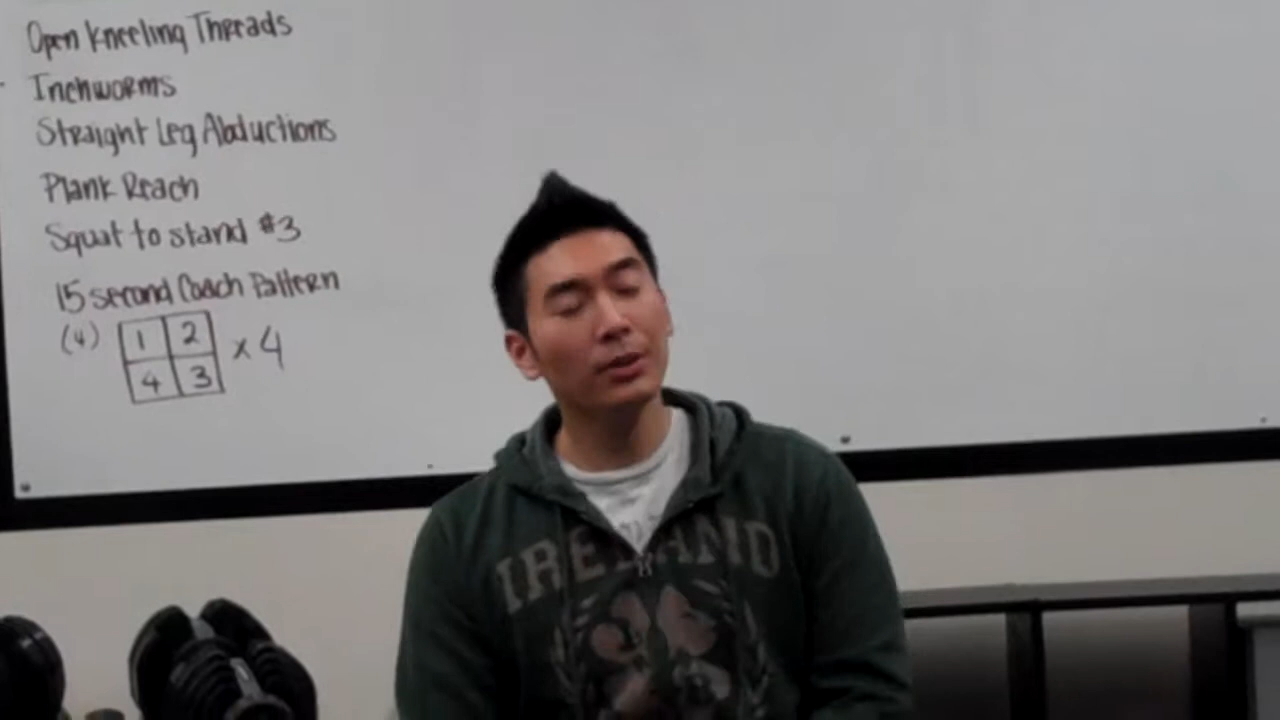 Open Kneeling Threads
Inchworms
Straight Leg Abductions
Plank Reach
Squat to stand #3
15 second Coach Pattern
(4) 1 2 x 4
4 3
IRELAND